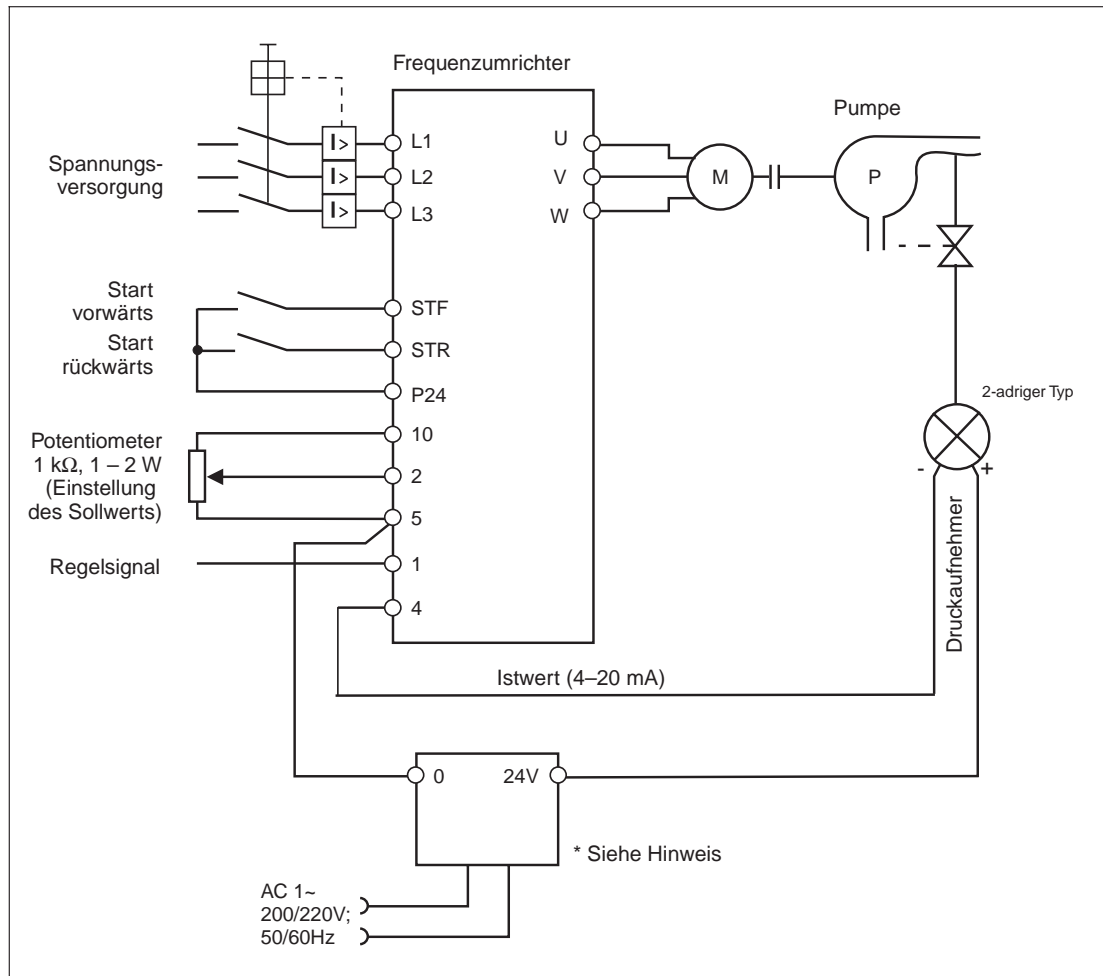 Frequenzumrichter
Pumpe
Spannungs-
versorgung
I>
I>
I>
L1
L2
L3
U
V
W
M
P
Start
vorwärts
Start
rückwärts
STF
STR
P24
2-adriger Typ
- +
Druckaufnehmer
Potentiometer
1 kΩ, 1 – 2 W
(Einstellung
des Sollwerts)
10
2
5
Regelsignal
1
4
Istwert (4–20 mA)
0 24V
* Siehe Hinweis
AC 1~
200/220V;
50/60Hz